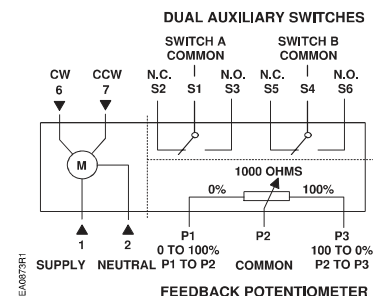 DUAL AUXILIARY SWITCHES
SWITCH A COMMON
SWITCH B COMMON
CW 6
CCW 7
N.C. S2
S1
N.O. S3
N.C. S5
S4
N.O. S6
M
1000 OHMS
0%
100%
1
SUPPLY
2
NEUTRAL
P1
0 TO 100%
P1 TO P2
P2
COMMON
P3
100 TO 0%
P2 TO P3
FEEDBACK POTENTIOMETER
EA0873R1